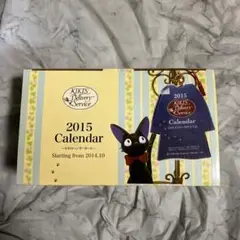 KIKI'S
Delivery
Service
2015
Calendar
Starting from 2014.10
2015
KIKI'S
Delivery
Service
Calendar